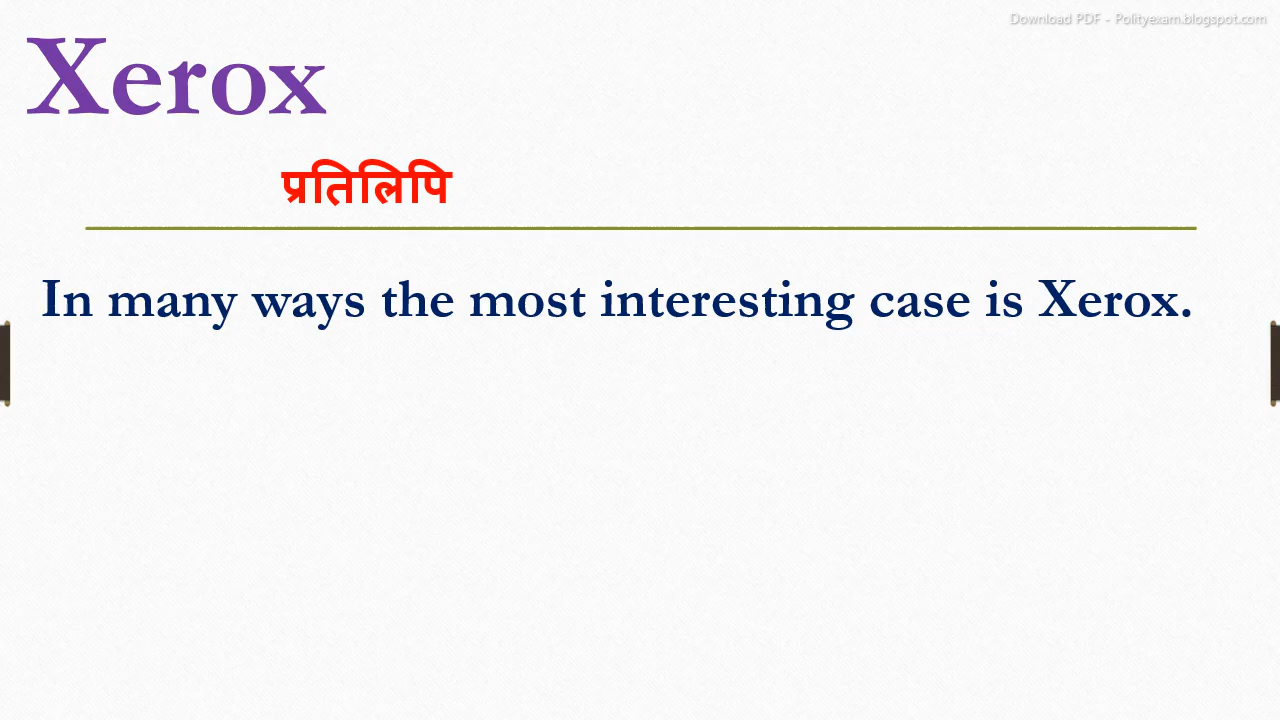 Download PDF - Polityexam.blogspot.com
Xerox
प्रतिलिपि
In many ways the most interesting case is Xerox.